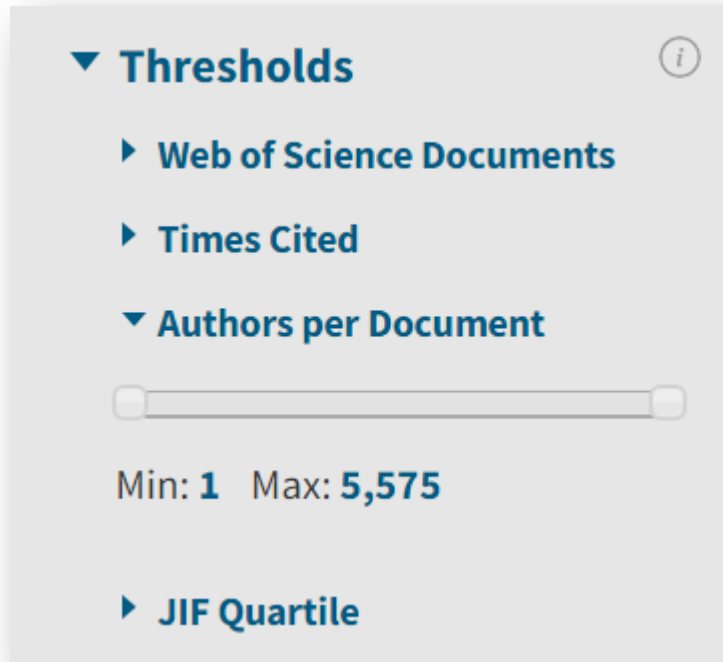 Thresholds
Web of Science Documents
Times Cited
Authors per Document
Min: 1 Max: 5,575
JIF Quartile